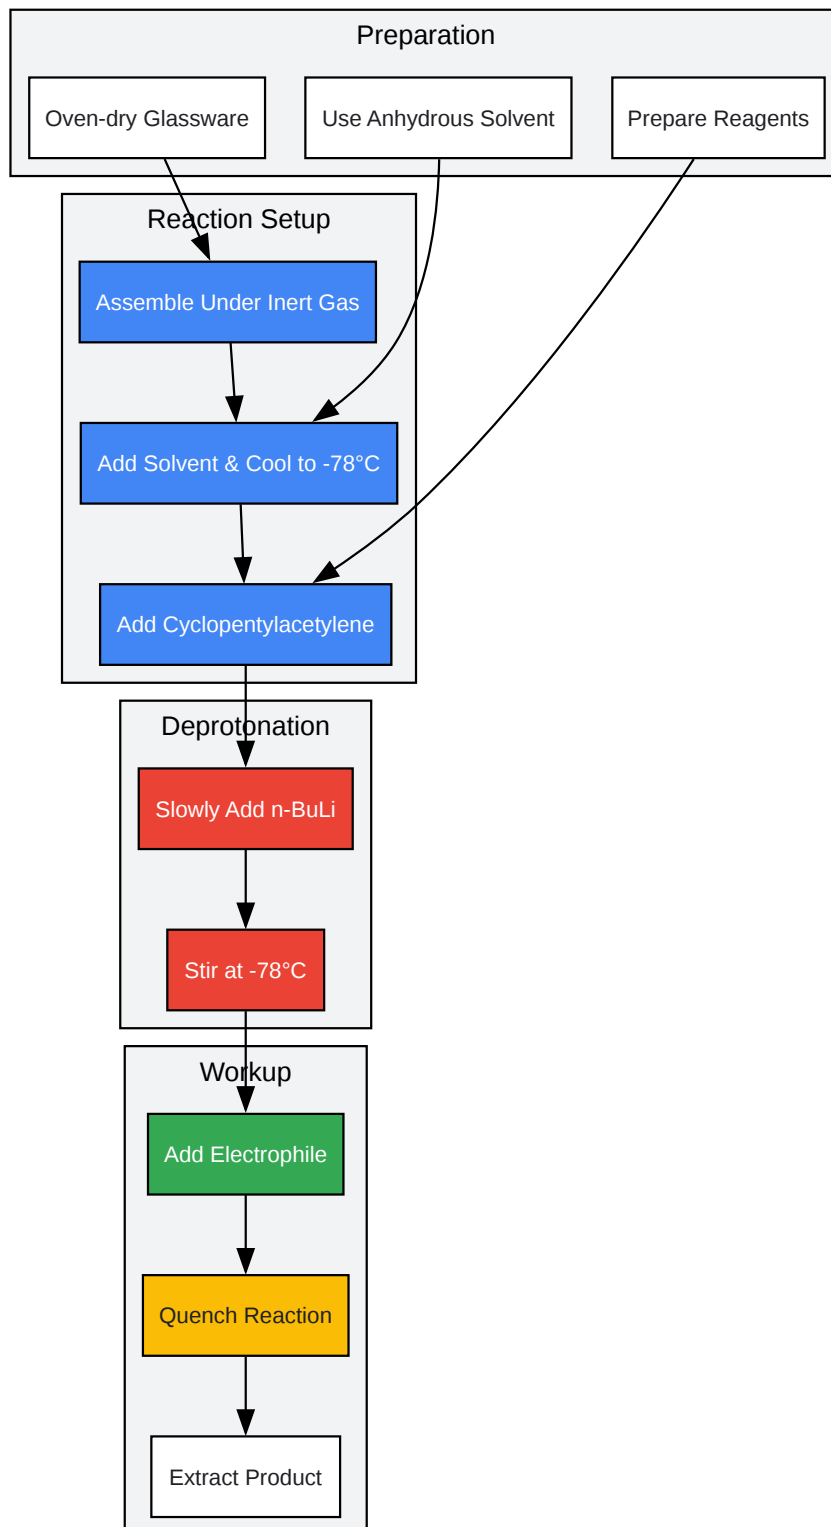 Preparation
Oven-dry Glassware
Use Anhydrous Solvent
Prepare Reagents
Reaction Setup
Assemble Under Inert Gas
Add Solvent & Cool to -78°C
Add Cyclopentylacetylene
Deprotonation
Slowly Add n-BuLi
Stir at -78°C
Workup
Add Electrophile
Quench Reaction
Extract Product